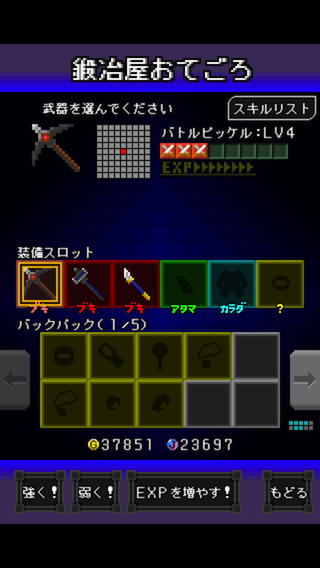 鍛冶屋おてごろ
武器を選んでください
スキルリスト
バトルピッケル:LV4
EXP
装備スロット
ブキ ブキ ブキ アタマ カラダ ?
バックパック(1/5)
G37851 23697
強く! 弱く! EXPを増やす! もどる